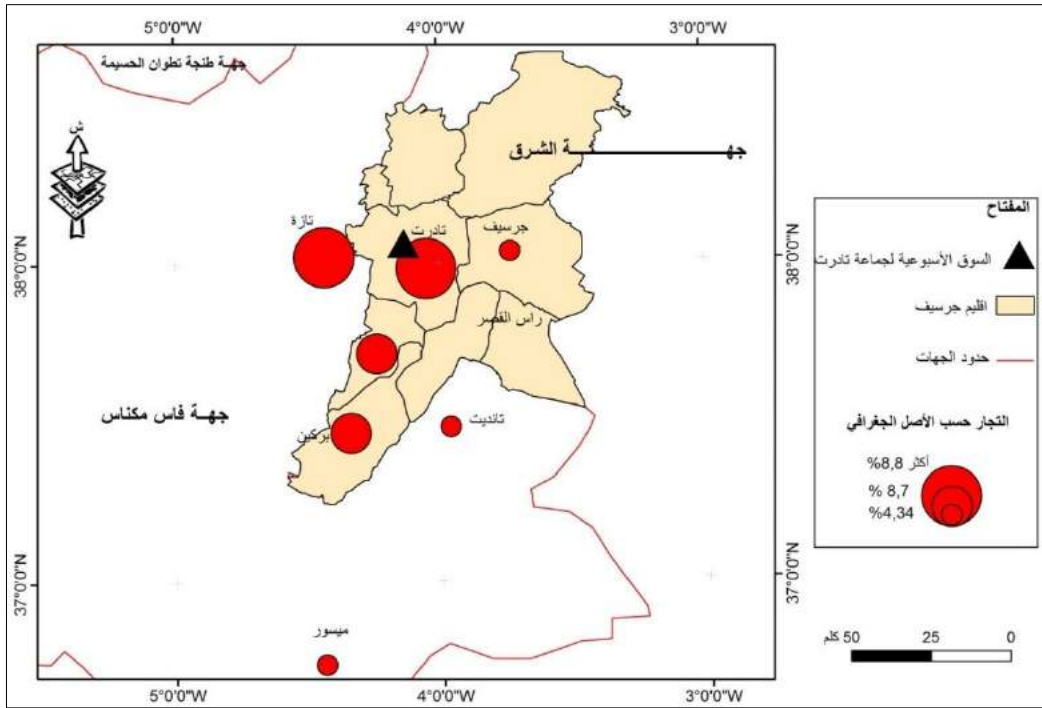 5°0'0"W
4°0'0"W
3°0'0"W
جهة طنجة تطوان الحسيمة
ش
جهة الشرق
38°0'0"N
38°0'0"N
تازة
تادرت
جرسيف
راس القصر
جهة فاس مكناس
تانديت
بركين
37°0'0"N
37°0'0"N
ميسور
5°0'0"W
4°0'0"W
3°0'0"W
المفتاح
السوق الأسبوعية لجماعة تادرت
اقليم جرسيف
حدود الجهات
التجار حسب الأصل الجغرافي
أكثر 8,8%
8,7 %
4,34%
50 كلم
25
0